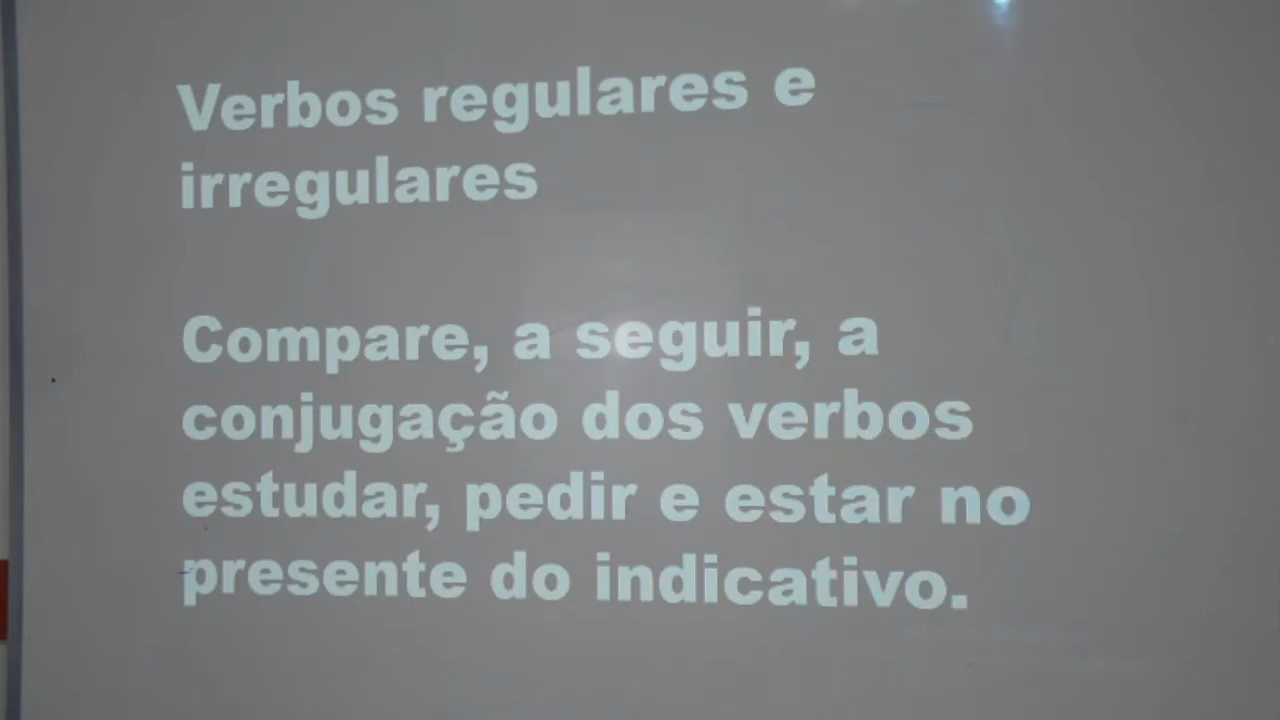 Verbos regulares e
irregulares
Compare, a seguir, a
conjugação dos verbos
estudar, pedir e estar no
presente do indicativo.